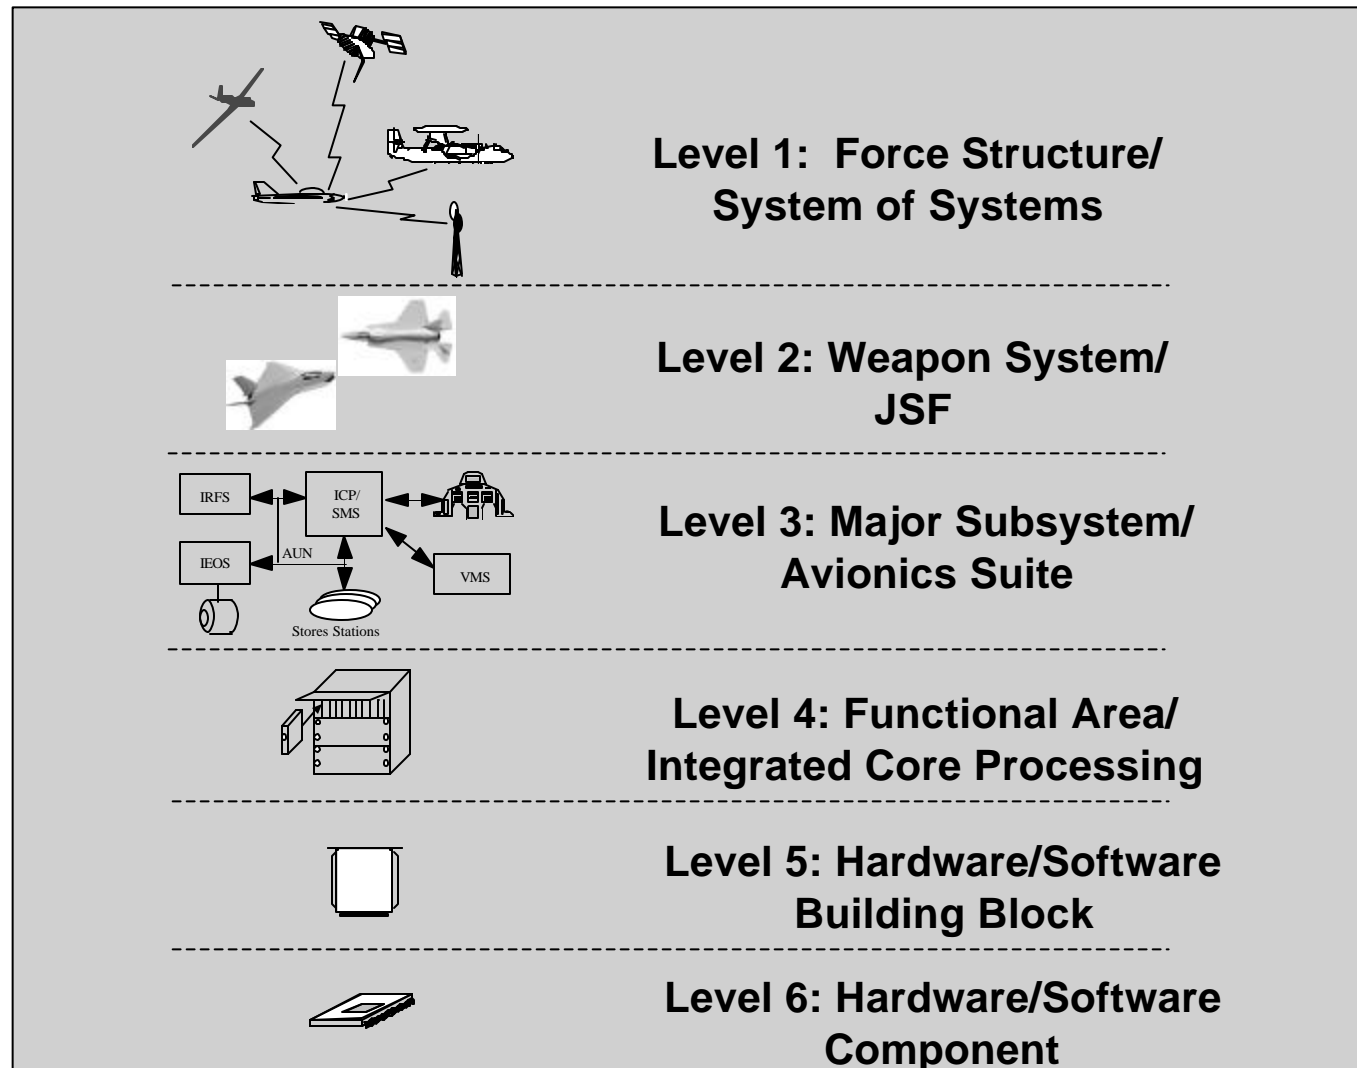 Level 1:  Force Structure/
System of Systems
Level 2: Weapon System/
JSF
IRFS
ICP/
SMS
AUN
IEOS
VMS
Stores Stations
Level 3: Major Subsystem/
Avionics Suite
Level 4: Functional Area/
Integrated Core Processing
Level 5: Hardware/Software
Building Block
Level 6: Hardware/Software
Component